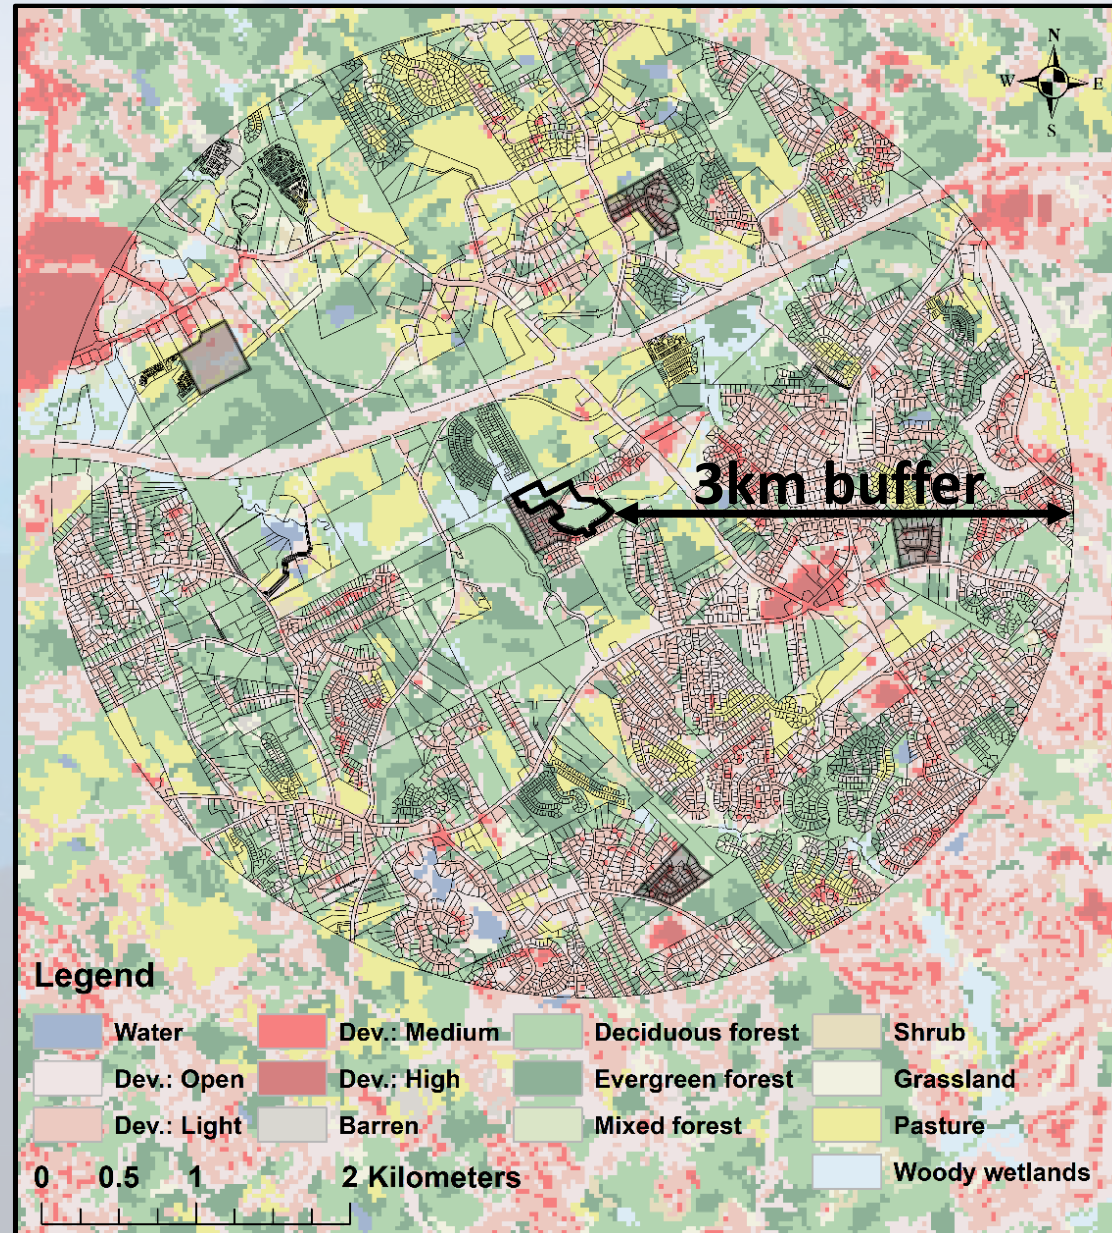 N
W E
S
3km buffer
Legend
Water
Dev.: Medium
Deciduous forest
Shrub
Dev.: Open
Dev.: High
Evergreen forest
Grassland
Dev.: Light
Barren
Mixed forest
Pasture
Woody wetlands
0 0.5 1 2 Kilometers